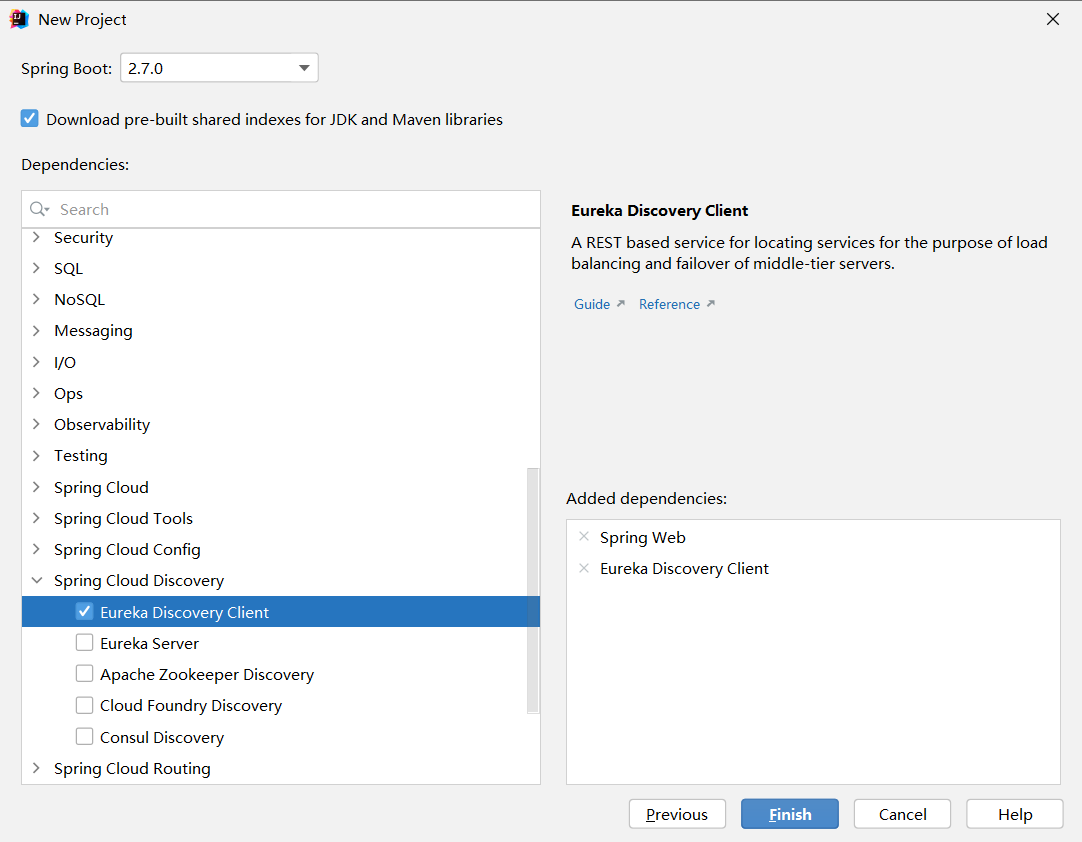 New Project
Spring Boot: 2.7.0
Download pre-built shared indexes for JDK and Maven libraries
Dependencies:
Search
Security
SQL
NoSQL
Messaging
I/O
Ops
Observability
Testing
Spring Cloud
Spring Cloud Tools
Spring Cloud Config
Spring Cloud Discovery
Eureka Discovery Client
Eureka Server
Apache Zookeeper Discovery
Cloud Foundry Discovery
Consul Discovery
Spring Cloud Routing
Eureka Discovery Client
A REST based service for locating services for the purpose of load
balancing and failover of middle-tier servers.
Guide Reference
Added dependencies:
Spring Web
Eureka Discovery Client
Previous Finish Cancel Help